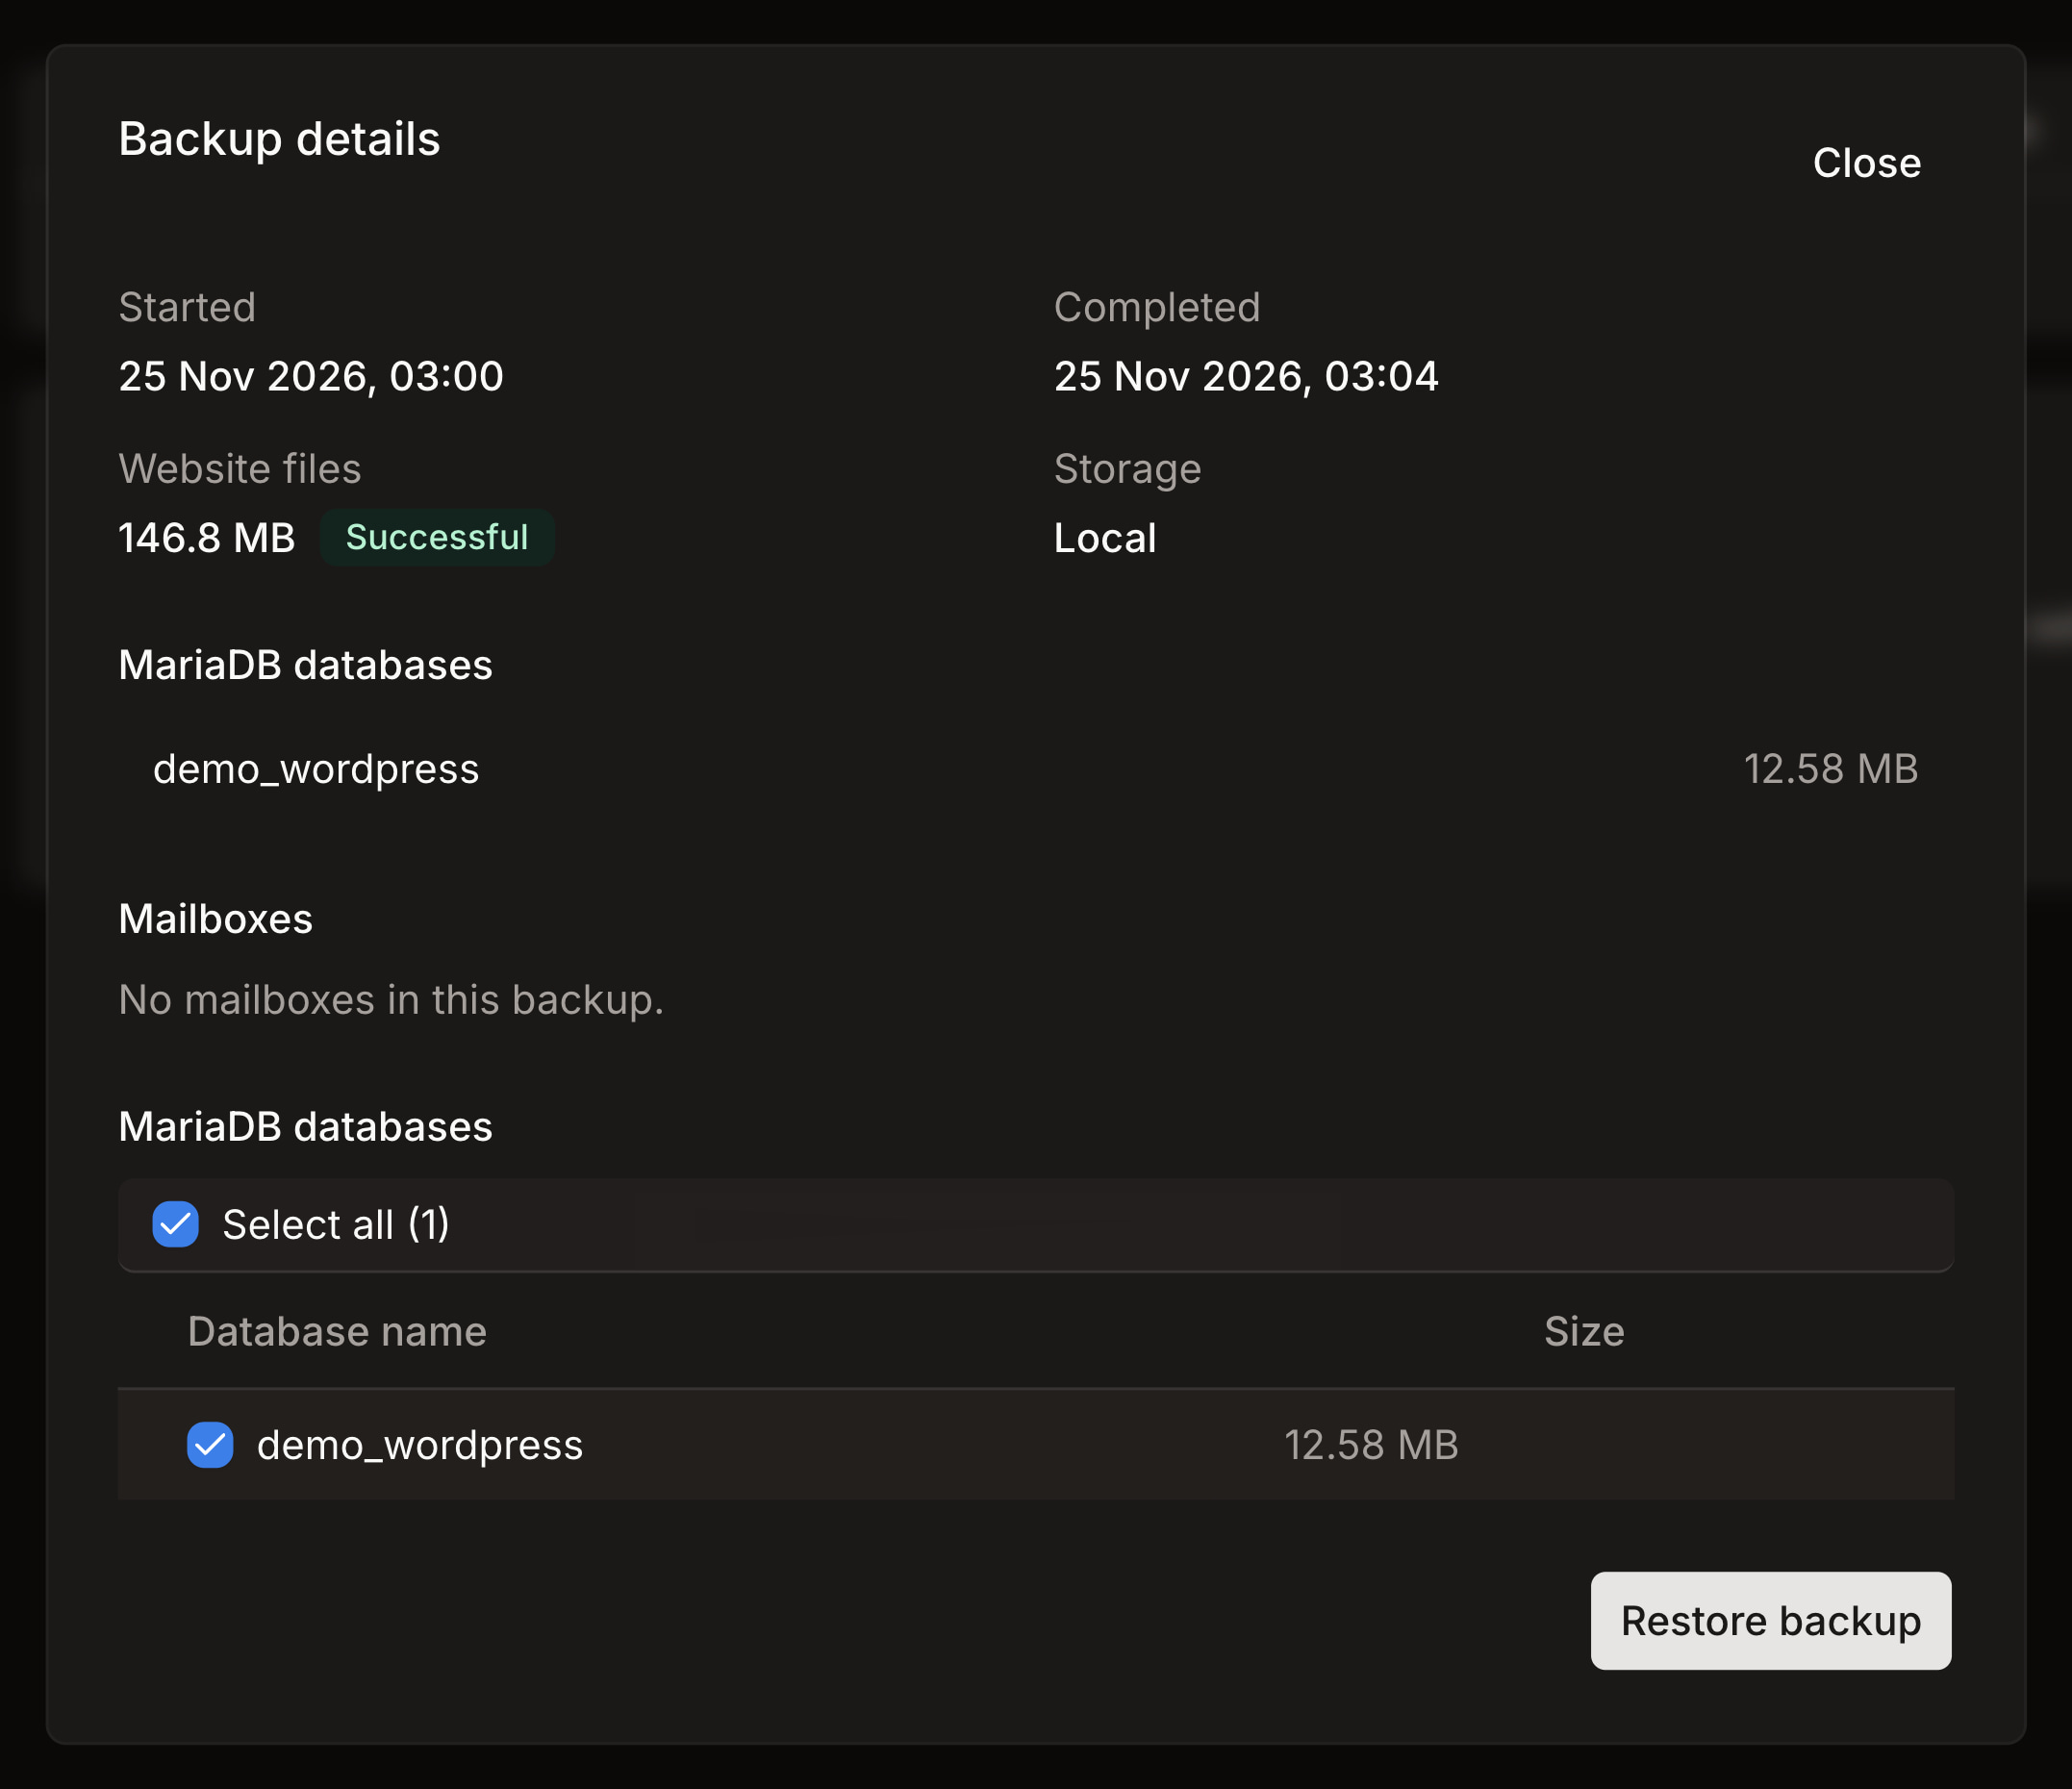 Backup details
Close
Started
Completed
25 Nov 2026, 03:00
25 Nov 2026, 03:04
Website files
Storage
146.8 MB Successful
Local
MariaDB databases
demo_wordpress 12.58 MB
Mailboxes
No mailboxes in this backup.
MariaDB databases
Select all (1)
Database name Size
demo_wordpress 12.58 MB
Restore backup